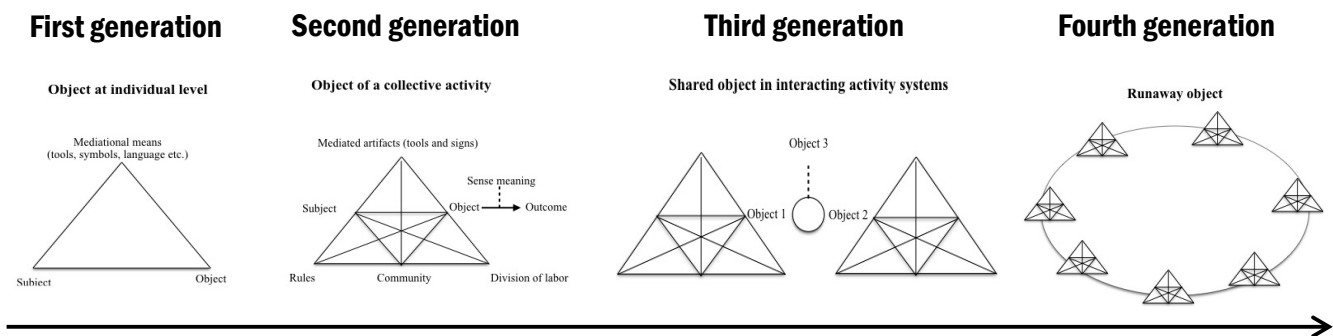 First generation
Second generation
Third generation
Fourth generation
Object at individual level
Mediational means
(tools, symbols, language etc.)
Subject
Object
Object of a collective activity
Mediated artifacts (tools and signs)
Sense meaning
Subject
Object
Outcome
Rules
Community
Division of labor
Shared object in interacting activity systems
Object 3
Object 1
Object 2
Runaway object